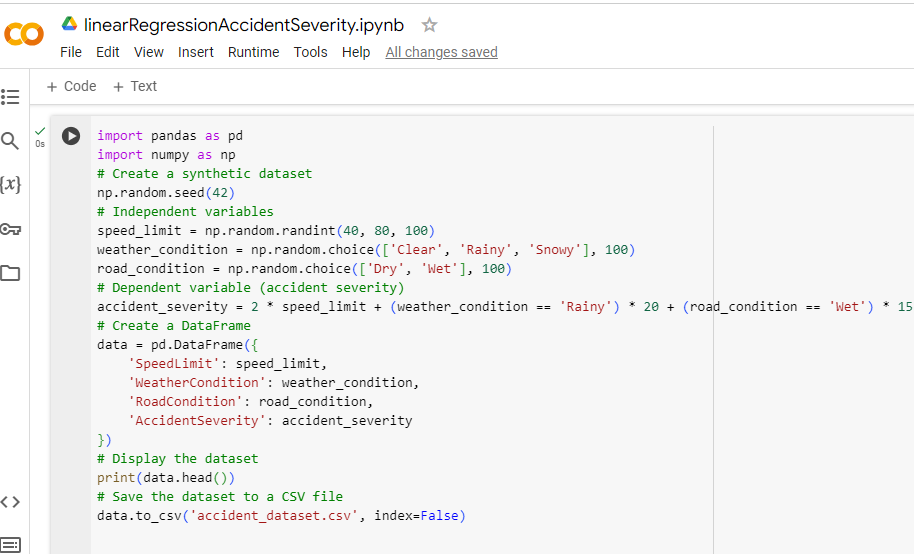 linearRegressionAccidentSeverity.ipynb
File Edit View Insert Runtime Tools Help All changes saved
+ Code + Text
0s
import pandas as pd
import numpy as np
# Create a synthetic dataset
np.random.seed(42)
# Independent variables
speed_limit = np.random.randint(40, 80, 100)
weather_condition = np.random.choice(['Clear', 'Rainy', 'Snowy'], 100)
road_condition = np.random.choice(['Dry', 'Wet'], 100)
# Dependent variable (accident severity)
accident_severity = 2 * speed_limit + (weather_condition == 'Rainy') * 20 + (road_condition == 'Wet') * 15
# Create a DataFrame
data = pd.DataFrame({
    'SpeedLimit': speed_limit,
    'WeatherCondition': weather_condition,
    'RoadCondition': road_condition,
    'AccidentSeverity': accident_severity
})
# Display the dataset
print(data.head())
# Save the dataset to a CSV file
data.to_csv('accident_dataset.csv', index=False)